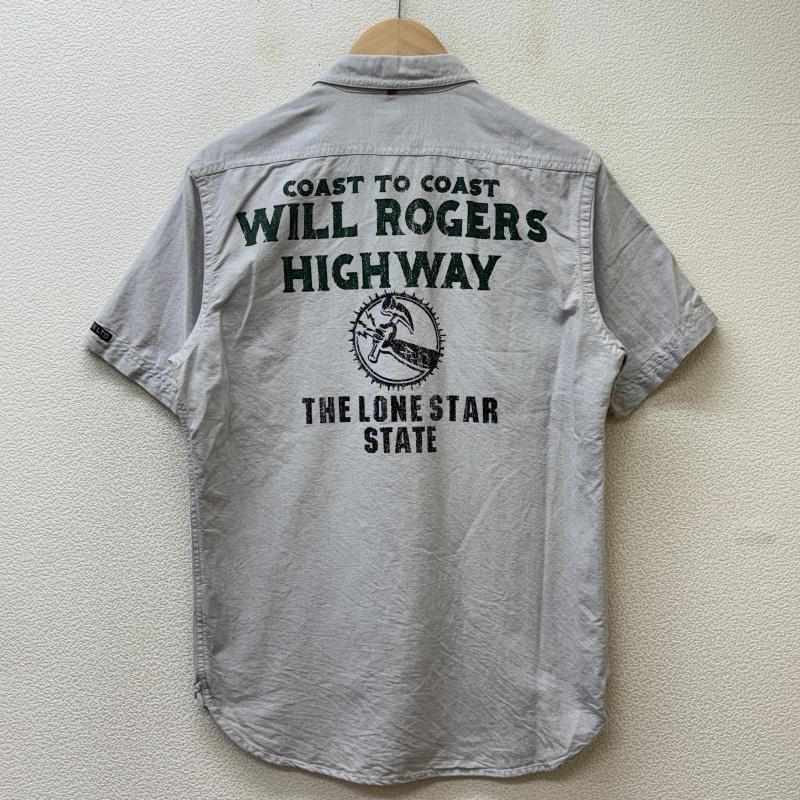 COAST TO COAST
WILL ROGERS
HIGHWAY
THE LONE STAR
STATE